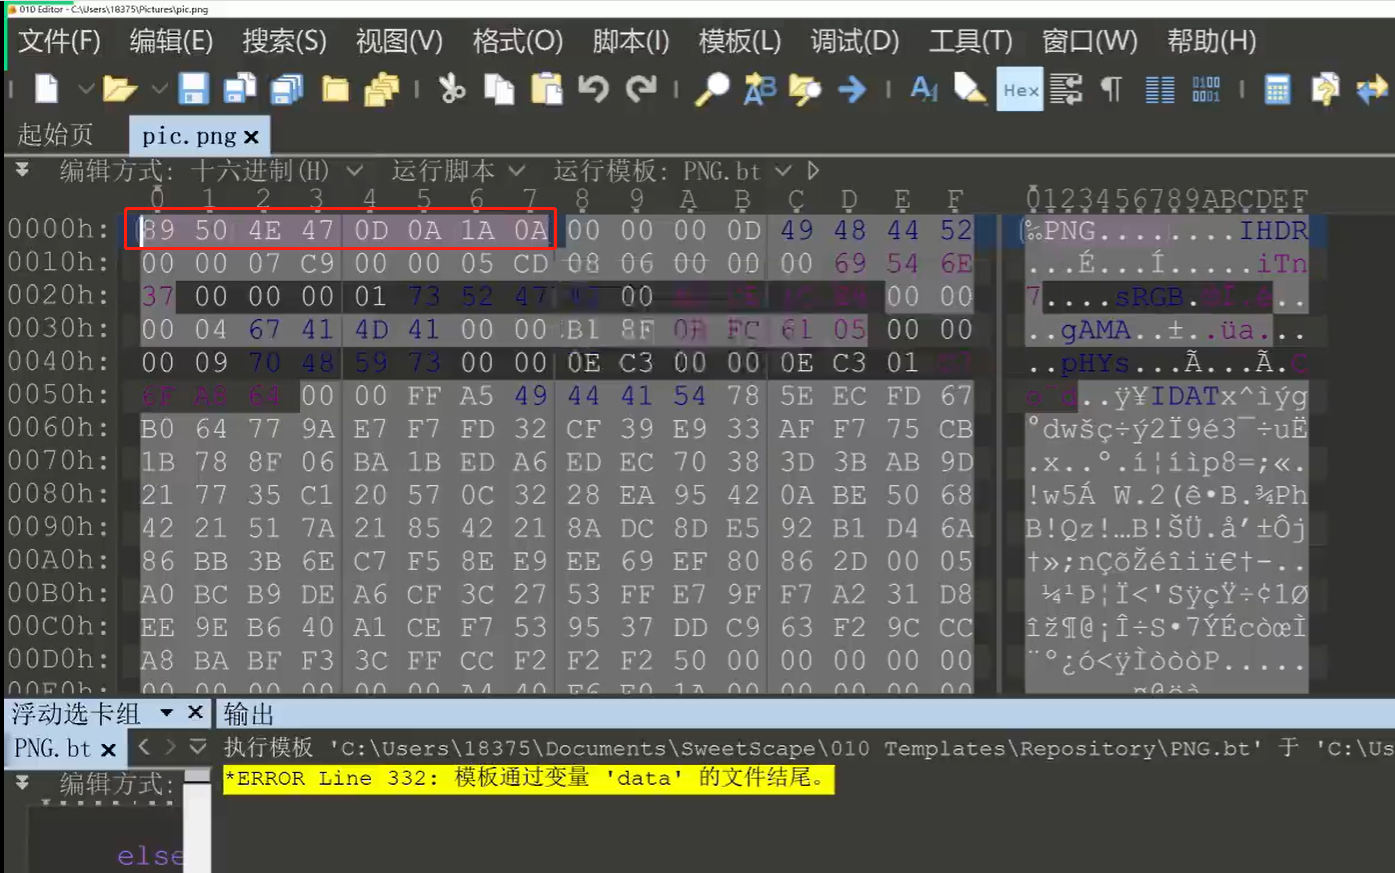 010 Editor - C:\Users\18375\Pictures\pic.png
文件(F) 编辑(E) 搜索(S) 视图(V) 格式(O) 脚本(I) 模板(L) 调试(D) 工具(T) 窗口(W) 帮助(H)
Hex
起始页 pic.png
编辑方式: 十六进制(H) 运行脚本 运行模板: PNG.bt
0 1 2 3 4 5 6 7 8 9 A B C D E F 0123456789ABCDEF
0000h: 89 50 4E 47 0D 0A 1A 0A 00 00 00 0D 49 48 44 52 ‰PNG........IHDR
0010h: 00 00 07 C9 00 00 05 CD 08 06 00 00 00 69 54 6E ...É...Í.....iTn
0020h: 37 00 00 00 01 73 52 47 00 00 00 7....sRGB.
0030h: 00 04 67 41 4D 41 00 00 B1 8F 0B FC 61 05 00 00 ..gAMA..±..üa...
0040h: 00 09 70 48 59 73 00 00 0E C3 00 00 0E C3 01 ..pHYs...Ã...Ã.
0050h: 6F A8 64 00 00 FF A5 49 44 41 54 78 5E EC FD 67 o¨d..ÿ¥IDATx^ìýg
0060h: B0 64 77 9A E7 F7 FD 32 CF 39 E9 33 AF F7 75 CB °dwšç÷ý2Ï9é3¯÷uË
0070h: 1B 78 8F 06 BA 1B ED A6 ED EC 70 38 3D 3B AB 9D .x..º.í¦íìp8=;«.
0080h: 21 77 35 C1 20 57 0C 32 28 EA 95 42 0A BE 50 68 !w5Á W.2(ê•B.¾Ph
0090h: 42 21 51 7A 21 85 42 21 8A DC 8D E5 92 B1 D4 6A B!Qz!…B!ŠÜ.å’±Ôj
00A0h: 86 BB 3B 6E C7 F5 8E E9 EE 69 EF 80 86 2D 00 05 †»;nÇõŽéîiï€†-..
00B0h: A0 BC B9 DE A6 CF 3C 27 53 FF E7 9F F7 A2 31 D8 ¼¹Þ¦Ï<'SÿçŸ÷¢1Ø
00C0h: EE 9E B6 40 A1 CE F7 53 95 37 DD C9 63 F2 9C CC îž¶@¡Î÷S•7ÝÉcòœÌ
00D0h: A8 BA BF F3 3C FF CC F2 F2 F2 50 00 00 00 00 00 ¨º¿ó<ÿÌòòòP.....
浮动选卡组 输出
PNG.bt 执行模板 'C:\Users\18375\Documents\SweetScape\010 Templates\Repository\PNG.bt' 于 'C:\Us
*ERROR Line 332: 模板通过变量 'data' 的文件结尾。
编辑方式:
else